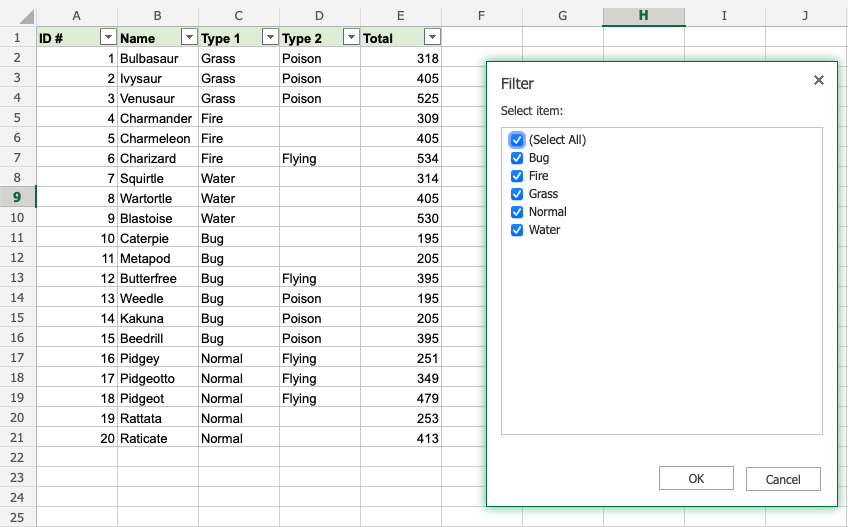 A B C D E F G H I J
1 ID # Name Type 1 Type 2 Total
2 1 Bulbasaur Grass Poison 318
3 2 Ivysaur Grass Poison 405
4 3 Venusaur Grass Poison 525
5 4 Charmander Fire 309
6 5 Charmeleon Fire 405
7 6 Charizard Fire Flying 534
8 7 Squirtle Water 314
9 8 Wartortle Water 405
10 9 Blastoise Water 530
11 10 Caterpie Bug 195
12 11 Metapod Bug 205
13 12 Butterfree Bug Flying 395
14 13 Weedle Bug Poison 195
15 14 Kakuna Bug Poison 205
16 15 Beedrill Bug Poison 395
17 16 Pidgey Normal Flying 251
18 17 Pidgeotto Normal Flying 349
19 18 Pidgeot Normal Flying 479
20 19 Rattata Normal 253
21 20 Raticate Normal 413
22
23
24
25
Filter
Select item:
(Select All)
Bug
Fire
Grass
Normal
Water
OK Cancel